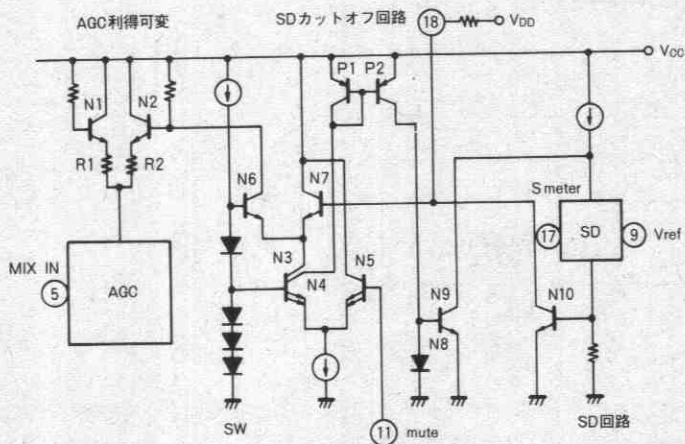 AGC利得可変
SDカットオフ回路
18
VDD
VCC
P1
P2
N1
N2
R1
R2
N6
N7
S meter
17
SD
9
Vref
MIX IN
5
AGC
N3
N4
N5
N9
N8
N10
SW
11
mute
SD回路